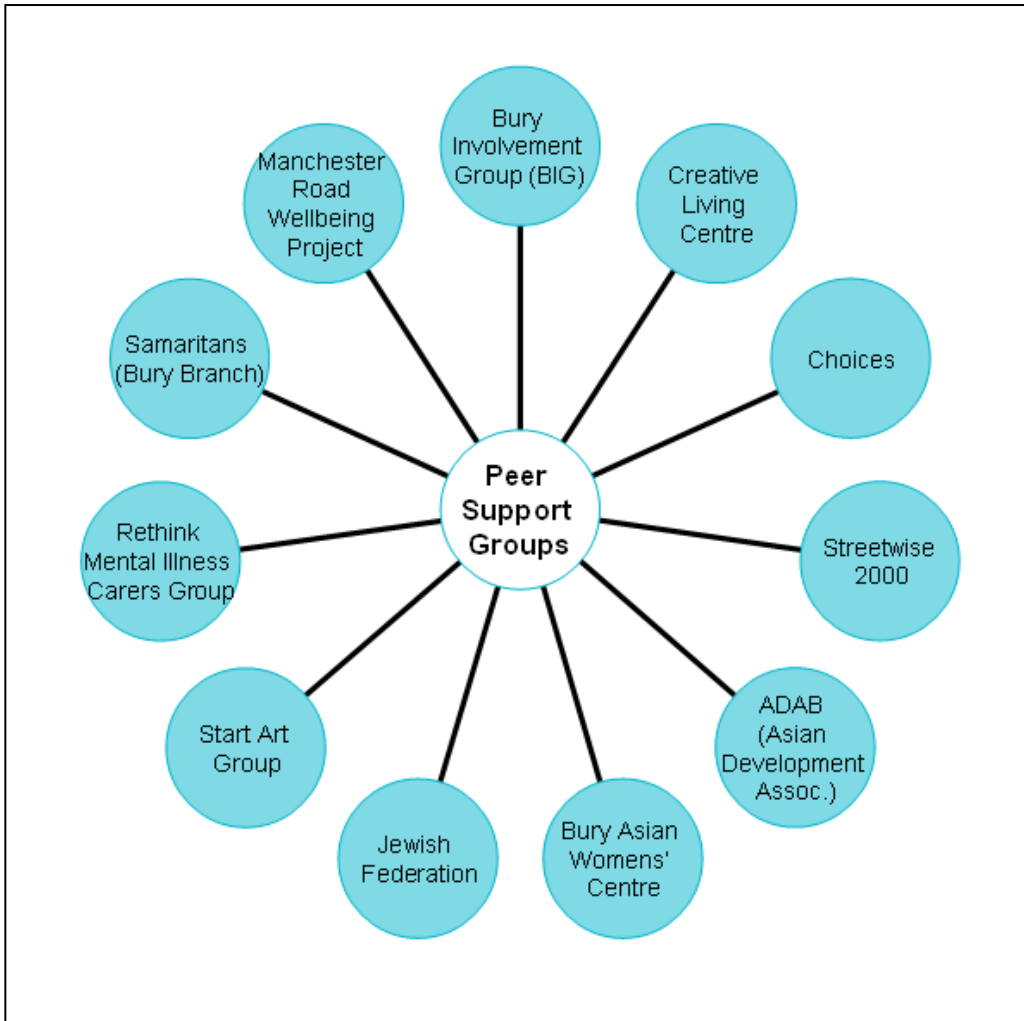 Bury
Involvement
Group (BIG)
Creative
Living
Centre
Choices
Streetwise
2000
ADAB
(Asian
Development
Assoc.)
Bury Asian
Womens'
Centre
Jewish
Federation
Start Art
Group
Rethink
Mental Illness
Carers Group
Samaritans
(Bury Branch)
Manchester
Road
Wellbeing
Project
Peer
Support
Groups